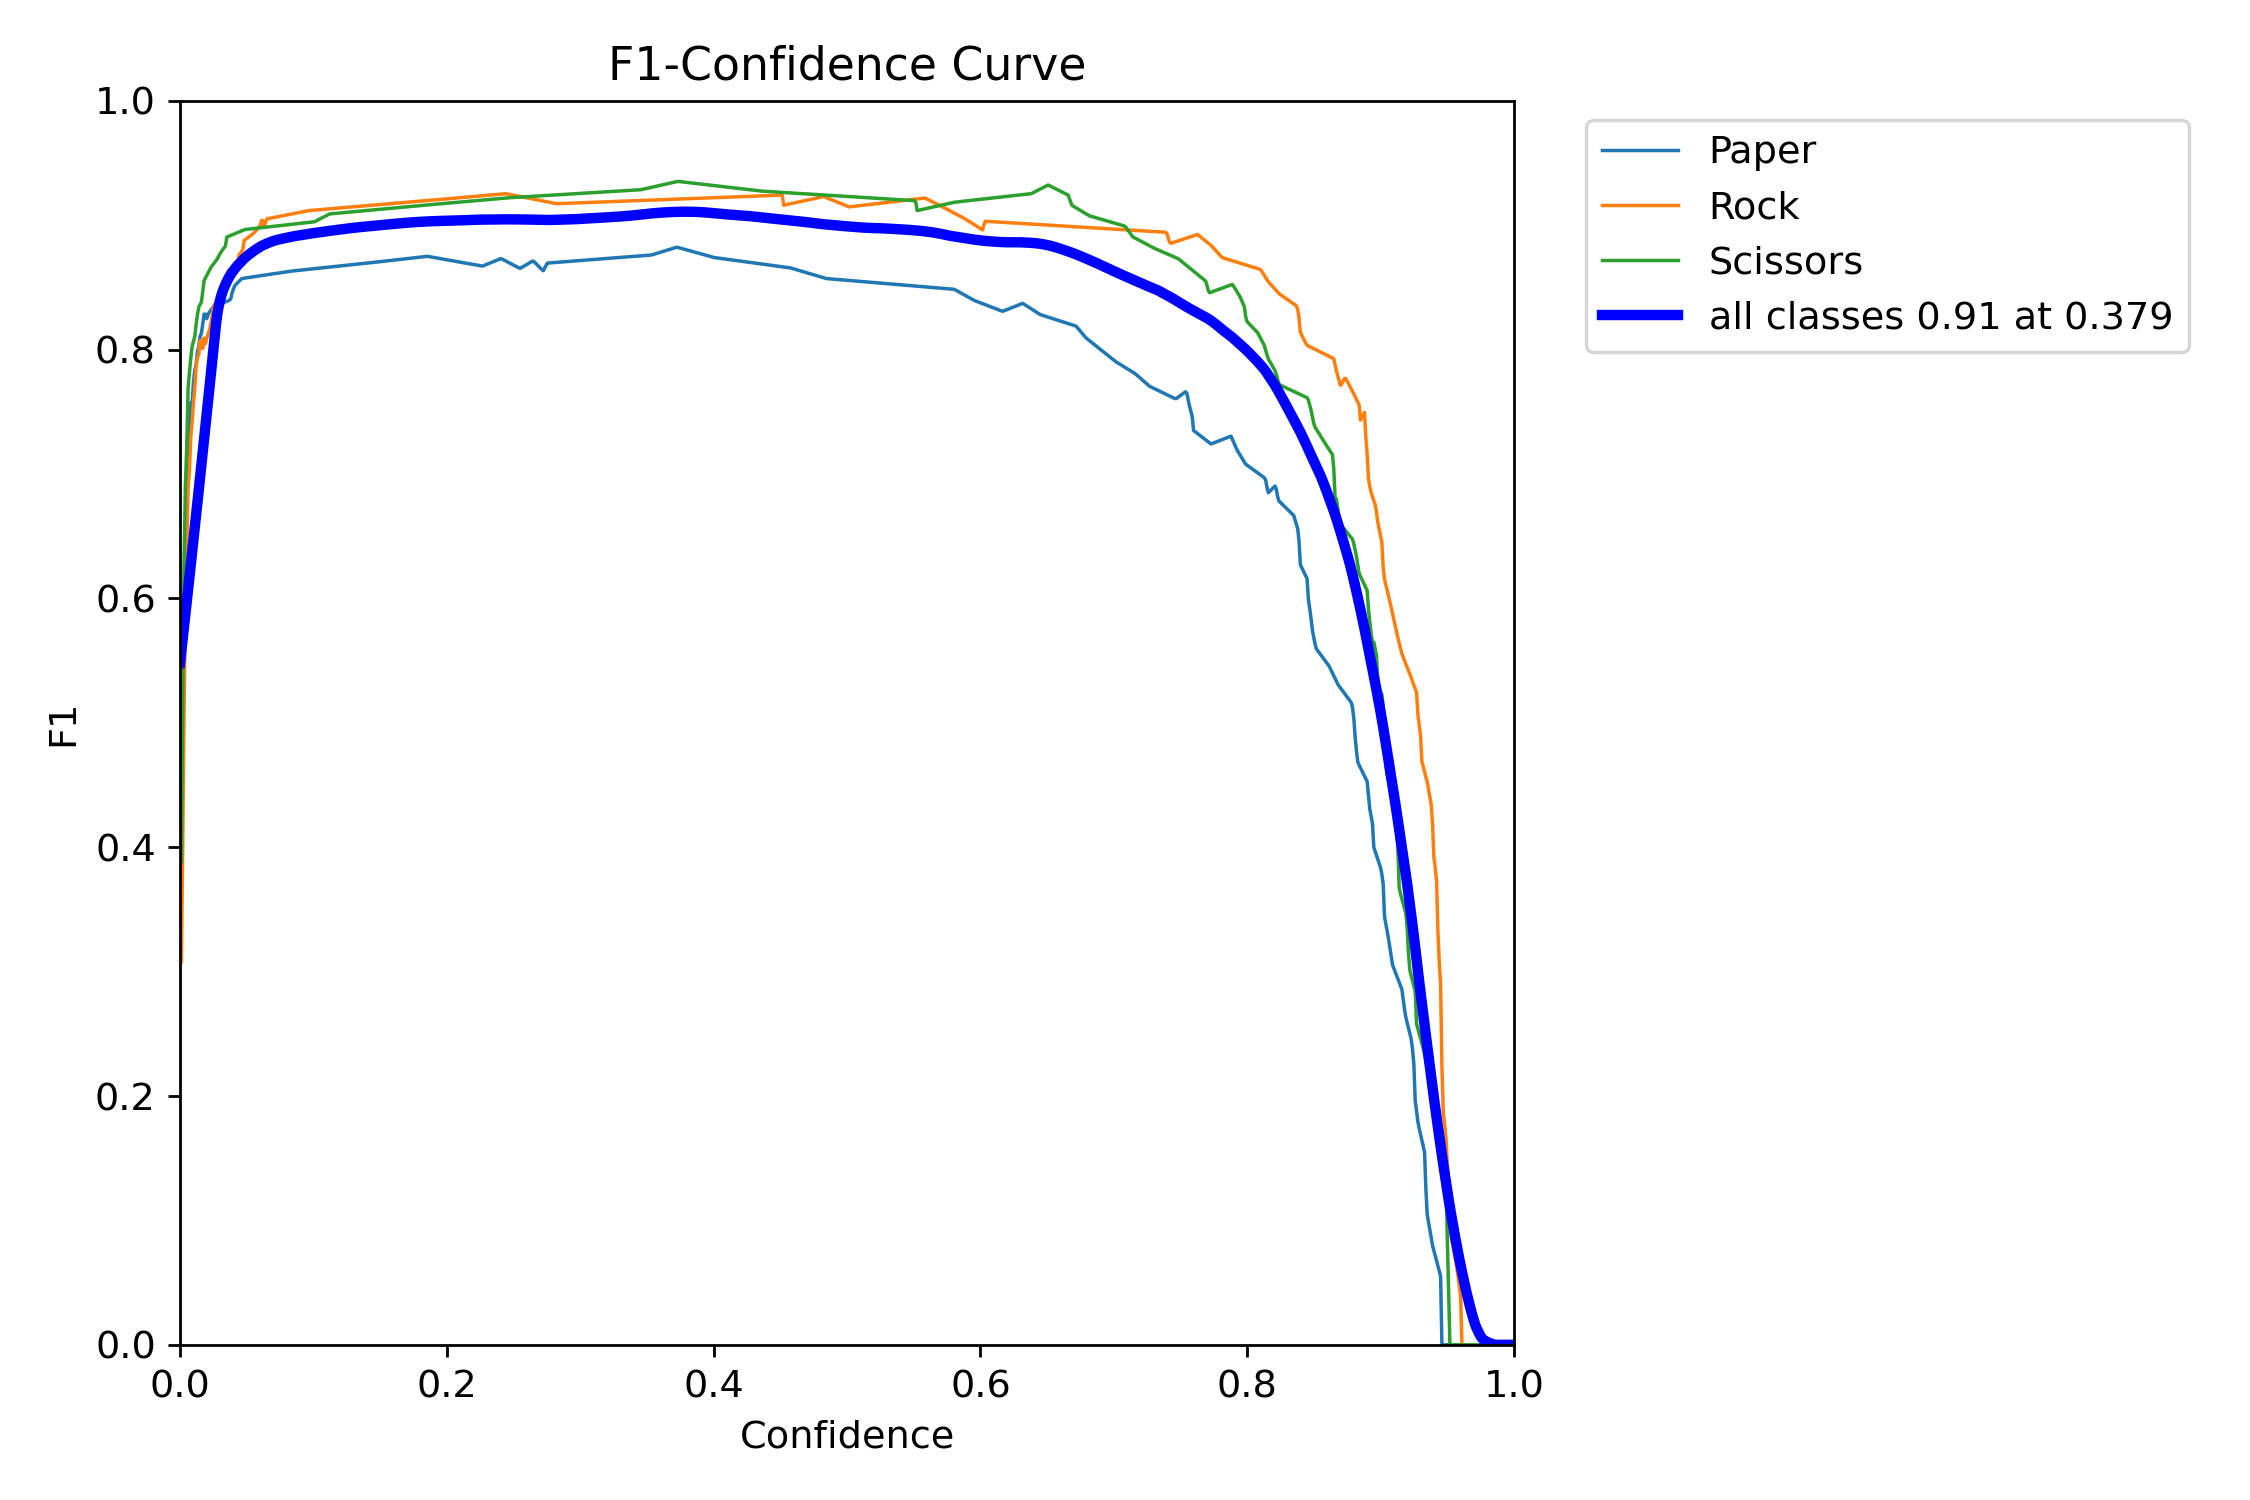 F1-Confidence Curve
1.0
0.8
0.6
0.4
0.2
0.0
F1
0.0 0.2 0.4 0.6 0.8 1.0
Confidence
Paper
Rock
Scissors
all classes 0.91 at 0.379